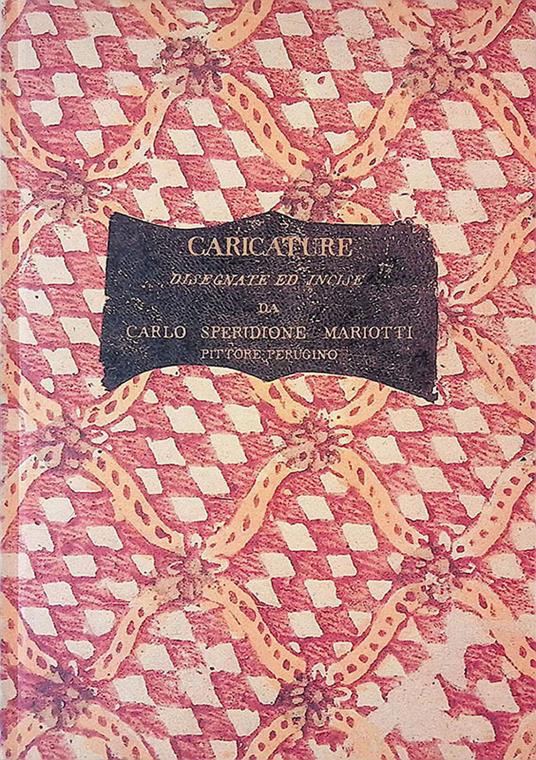 CARICATURE
DISEGNATE ED INCISE
DA
CARLO SPERIDIONE MARIOTTI
PITTORE PERUGINO